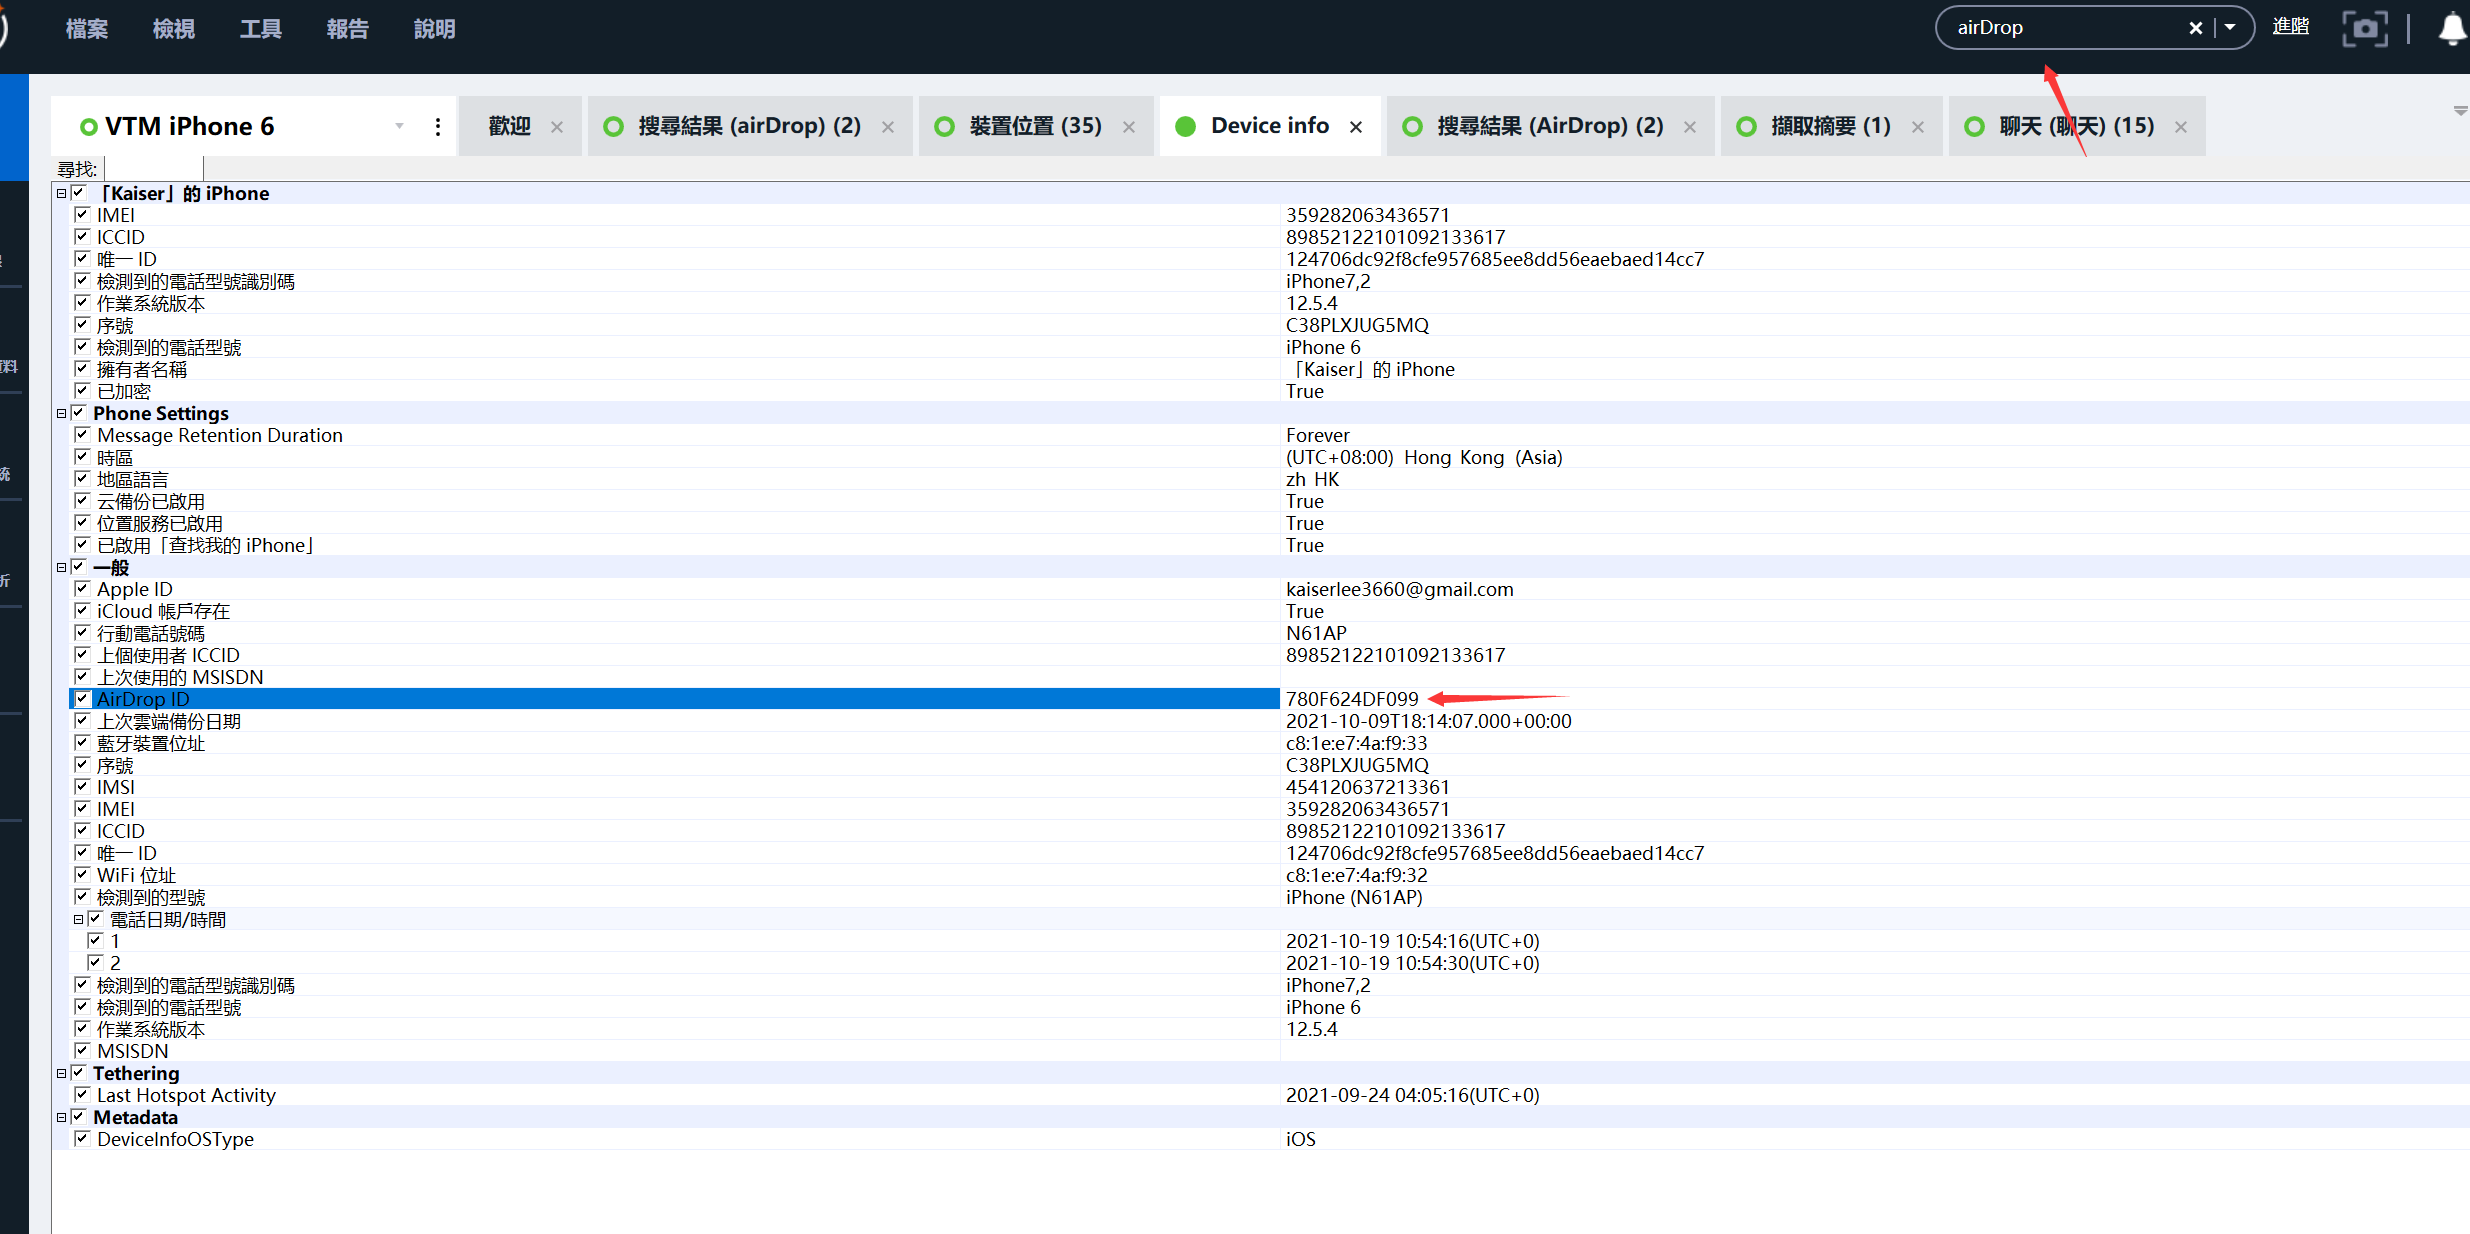 檔案 檢視 工具 報告 說明 airDrop 進階
VTM iPhone 6 歡迎 搜尋結果 (airDrop) (2) 裝置位置 (35) Device info 搜尋結果 (AirDrop) (2) 擷取摘要 (1) 聊天 (聊天) (15)
尋找:
「Kaiser」的 iPhone
IMEI 359282063436571
ICCID 89852122101092133617
唯一 ID 124706dc92f8cfe957685ee8dd56eaebaed14cc7
檢測到的電話型號識別碼 iPhone7,2
作業系統版本 12.5.4
序號 C38PLXJUG5MQ
檢測到的電話型號 iPhone 6
擁有者名稱 「Kaiser」的 iPhone
已加密 True
Phone Settings
Message Retention Duration Forever
時區 (UTC+08:00) Hong Kong (Asia)
地區語言 zh HK
云備份已啟用 True
位置服務已啟用 True
已啟用「查找我的 iPhone」 True
一般
Apple ID kaiserlee3660@gmail.com
iCloud 帳戶存在 True
行動電話號碼 N61AP
上個使用者 ICCID 89852122101092133617
上次使用的 MSISDN
AirDrop ID 780F624DF099
上次雲端備份日期 2021-10-09T18:14:07.000+00:00
藍牙裝置位址 c8:1e:e7:4a:f9:33
序號 C38PLXJUG5MQ
IMSI 454120637213361
IMEI 359282063436571
ICCID 89852122101092133617
唯一 ID 124706dc92f8cfe957685ee8dd56eaebaed14cc7
WiFi 位址 c8:1e:e7:4a:f9:32
檢測到的型號 iPhone (N61AP)
電話日期/時間
1 2021-10-19 10:54:16(UTC+0)
2 2021-10-19 10:54:30(UTC+0)
檢測到的電話型號識別碼 iPhone7,2
檢測到的電話型號 iPhone 6
作業系統版本 12.5.4
MSISDN
Tethering
Last Hotspot Activity 2021-09-24 04:05:16(UTC+0)
Metadata
DeviceInfoOSType iOS
料
統
析